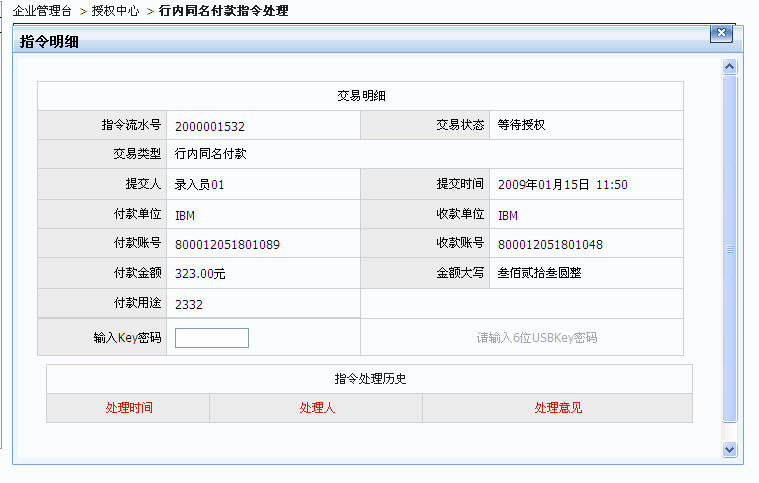 企业管理台 > 授权中心 > 行内同名付款指令处理
指令明细
交易明细
指令流水号 2000001532 交易状态 等待授权
交易类型 行内同名付款
提交人 录入员01 提交时间 2009年01月15日 11:50
付款单位 IBM 收款单位 IBM
付款账号 800012051801089 收款账号 800012051801048
付款金额 323.00元 金额大写 叁佰贰拾叁圆整
付款用途 2332
输入Key密码 请输入6位USBKey密码
指令处理历史
处理时间 处理人 处理意见